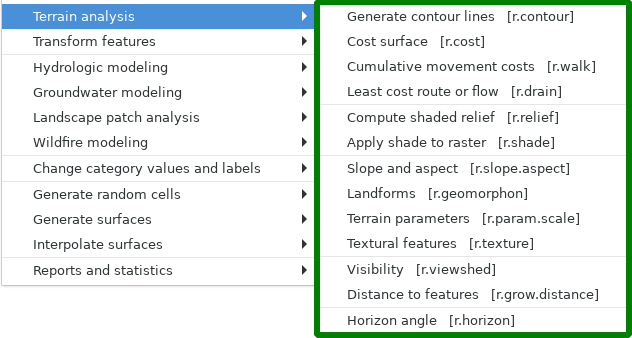 Terrain analysis
Transform features
Hydrologic modeling
Groundwater modeling
Landscape patch analysis
Wildfire modeling
Change category values and labels
Generate random cells
Generate surfaces
Interpolate surfaces
Reports and statistics
Generate contour lines [r.contour]
Cost surface [r.cost]
Cumulative movement costs [r.walk]
Least cost route or flow [r.drain]
Compute shaded relief [r.relief]
Apply shade to raster [r.shade]
Slope and aspect [r.slope.aspect]
Landforms [r.geomorphon]
Terrain parameters [r.param.scale]
Textural features [r.texture]
Visibility [r.viewshed]
Distance to features [r.grow.distance]
Horizon angle [r.horizon]